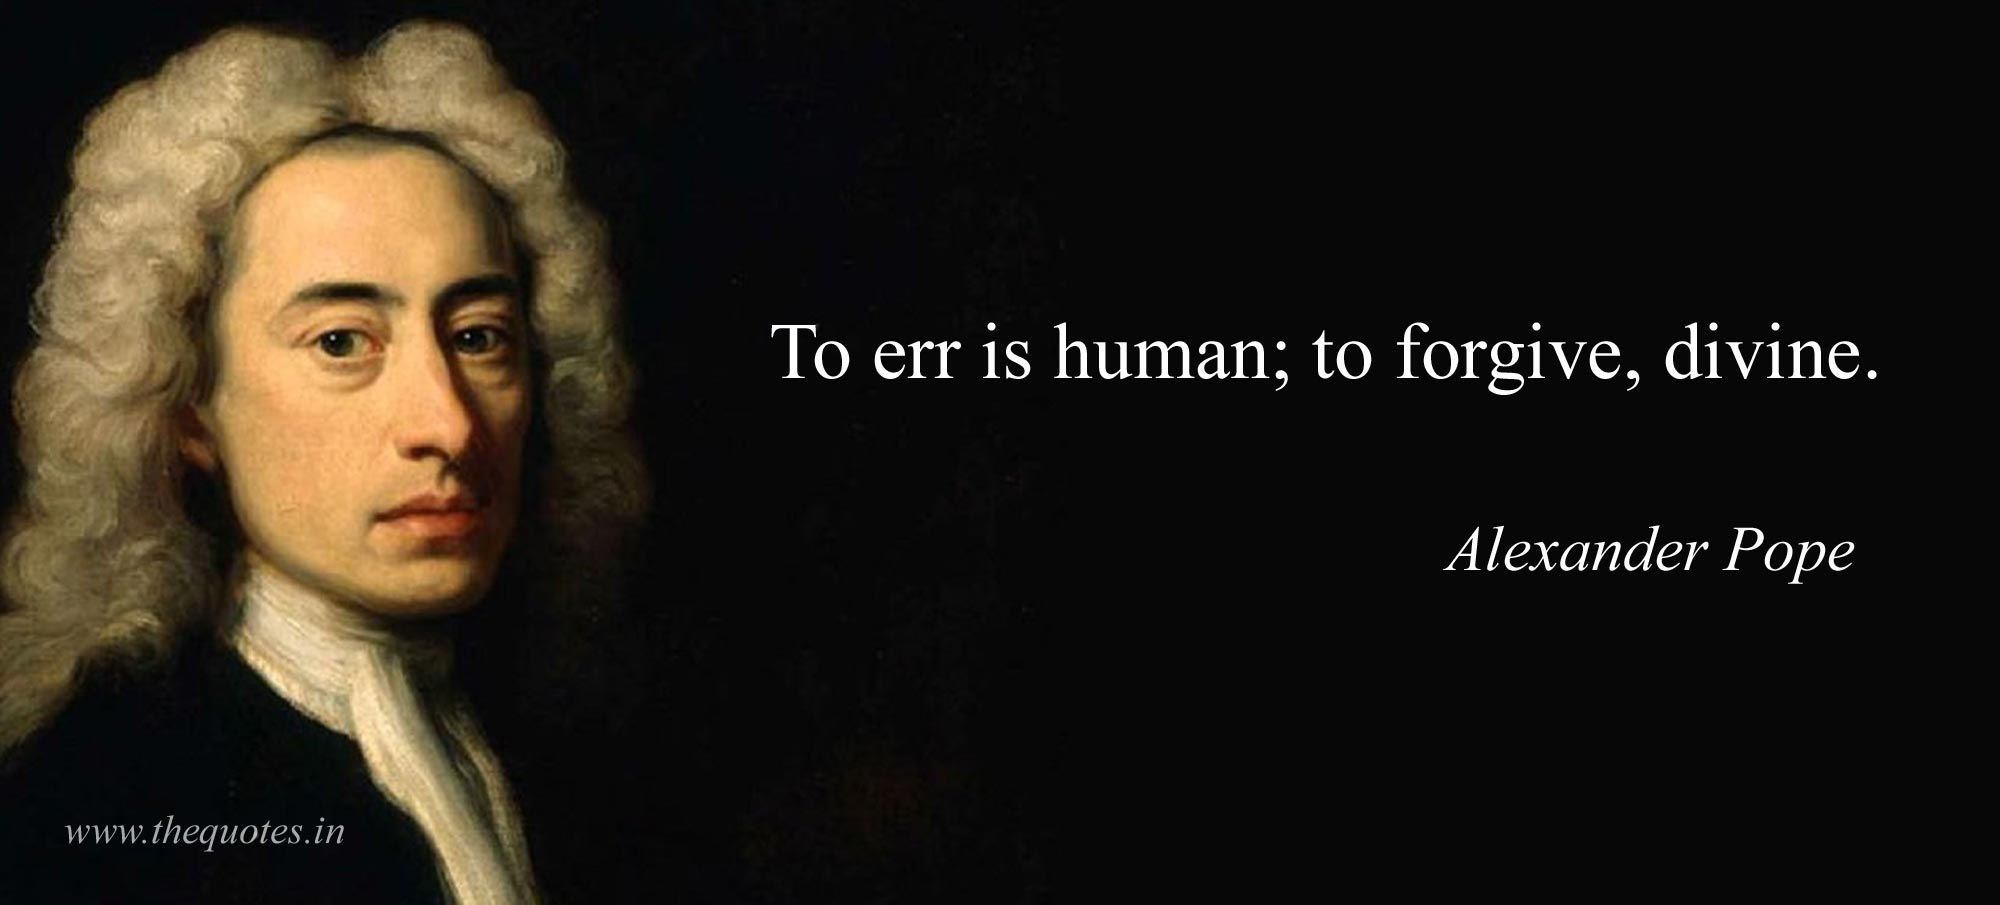 To err is human; to forgive, divine.
Alexander Pope
www.thequotes.in